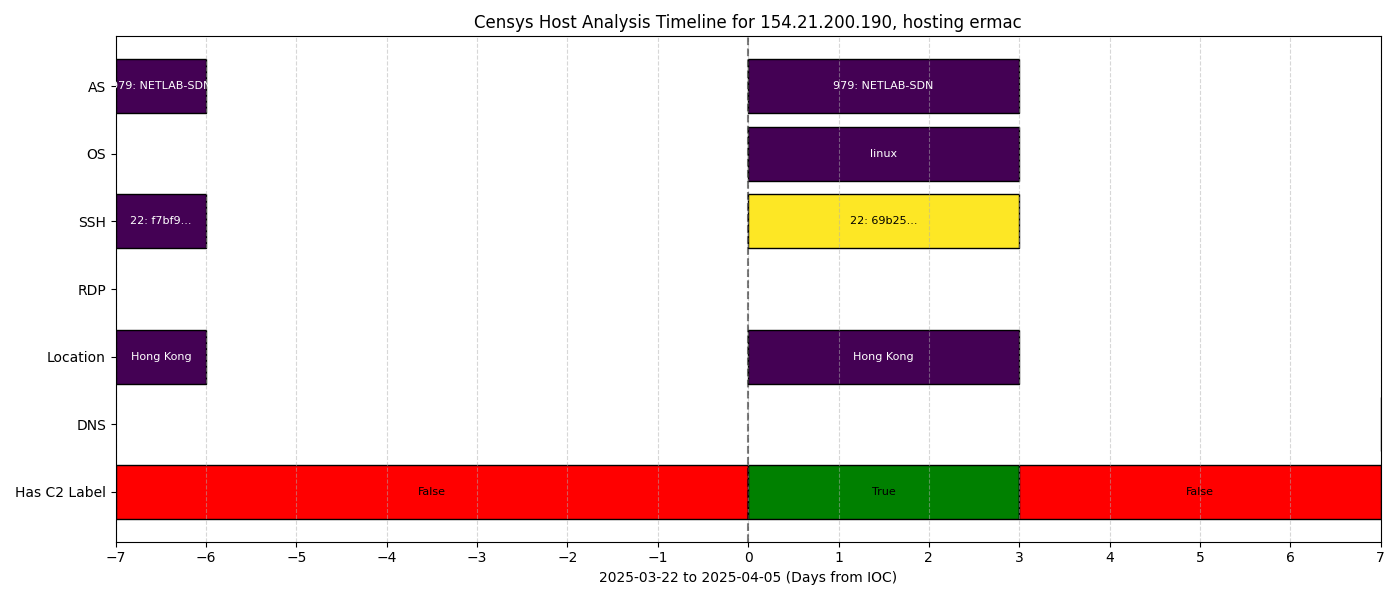 Censys Host Analysis Timeline for 154.21.200.190, hosting ermac
AS
979: NETLAB-SDN
979: NETLAB-SDN
OS
linux
SSH
22: f7bf9...
22: 69b25...
RDP
Location
Hong Kong
Hong Kong
DNS
Has C2 Label
False
True
False
−7 −6 −5 −4 −3 −2 −1 0 1 2 3 4 5 6 7
2025-03-22 to 2025-04-05 (Days from IOC)